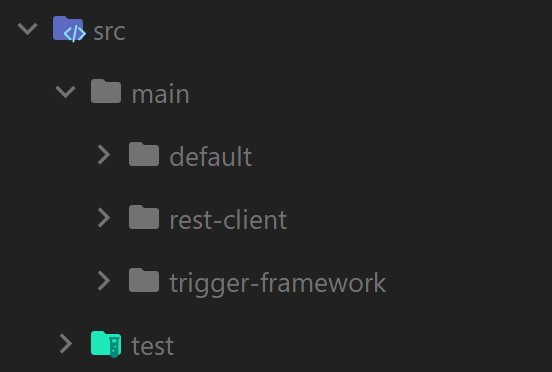 src
main
default
rest-client
trigger-framework
test